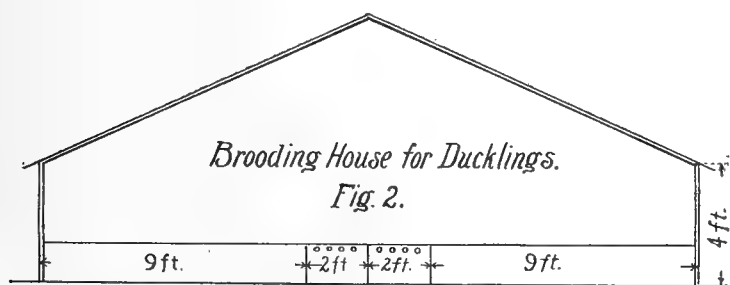 Brooding House for Ducklings.
Fig. 2.
4 ft.
9 ft. 2 ft 2 ft. 9 ft.